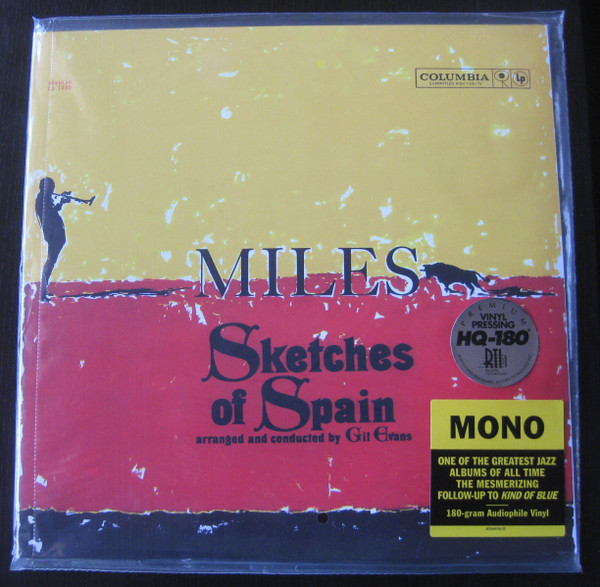 COLUMBIA
Lp
MILES
Sketches
of Spain
arranged and conducted by Gil Evans
PREMIUM
VINYL
PRESSING
HQ-180
RTI
MONO
ONE OF THE GREATEST JAZZ
ALBUMS OF ALL TIME
THE MESMERIZING
FOLLOW-UP TO KIND OF BLUE
180-gram Audiophile Vinyl